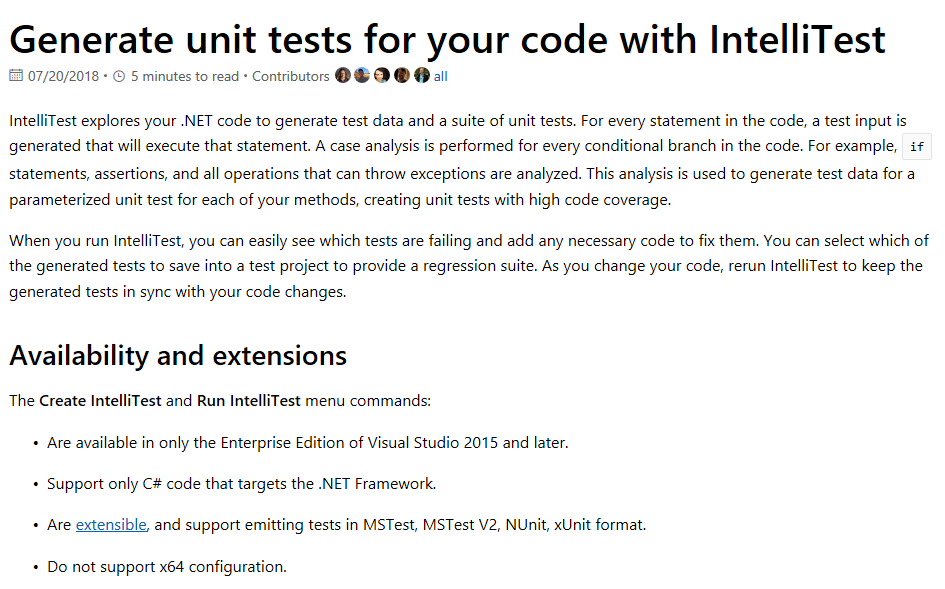 Generate unit tests for your code with IntelliTest
07/20/2018 • 5 minutes to read • Contributors all
IntelliTest explores your .NET code to generate test data and a suite of unit tests. For every statement in the code, a test input is
generated that will execute that statement. A case analysis is performed for every conditional branch in the code. For example, if
statements, assertions, and all operations that can throw exceptions are analyzed. This analysis is used to generate test data for a
parameterized unit test for each of your methods, creating unit tests with high code coverage.
When you run IntelliTest, you can easily see which tests are failing and add any necessary code to fix them. You can select which of
the generated tests to save into a test project to provide a regression suite. As you change your code, rerun IntelliTest to keep the
generated tests in sync with your code changes.
Availability and extensions
The Create IntelliTest and Run IntelliTest menu commands:
• Are available in only the Enterprise Edition of Visual Studio 2015 and later.
• Support only C# code that targets the .NET Framework.
• Are extensible, and support emitting tests in MSTest, MSTest V2, NUnit, xUnit format.
• Do not support x64 configuration.